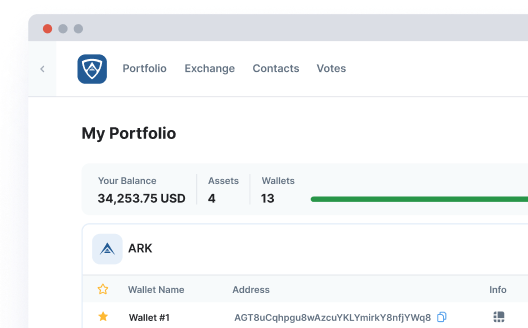 Portfolio Exchange Contacts Votes
My Portfolio
Your Balance Assets Wallets
34,253.75 USD 4 13
ARK
Wallet Name Address Info
Wallet #1 AGT8uCqhpgu8wAzcuYKLYmirkY8nfjYWq8